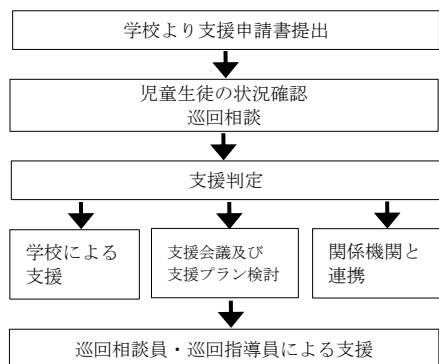 学校より支援申請書提出
児童生徒の状況確認
巡回相談
支援判定
学校による
支援
支援会議及び
支援プラン検討
関係機関と
連携
巡回相談員・巡回指導員による支援